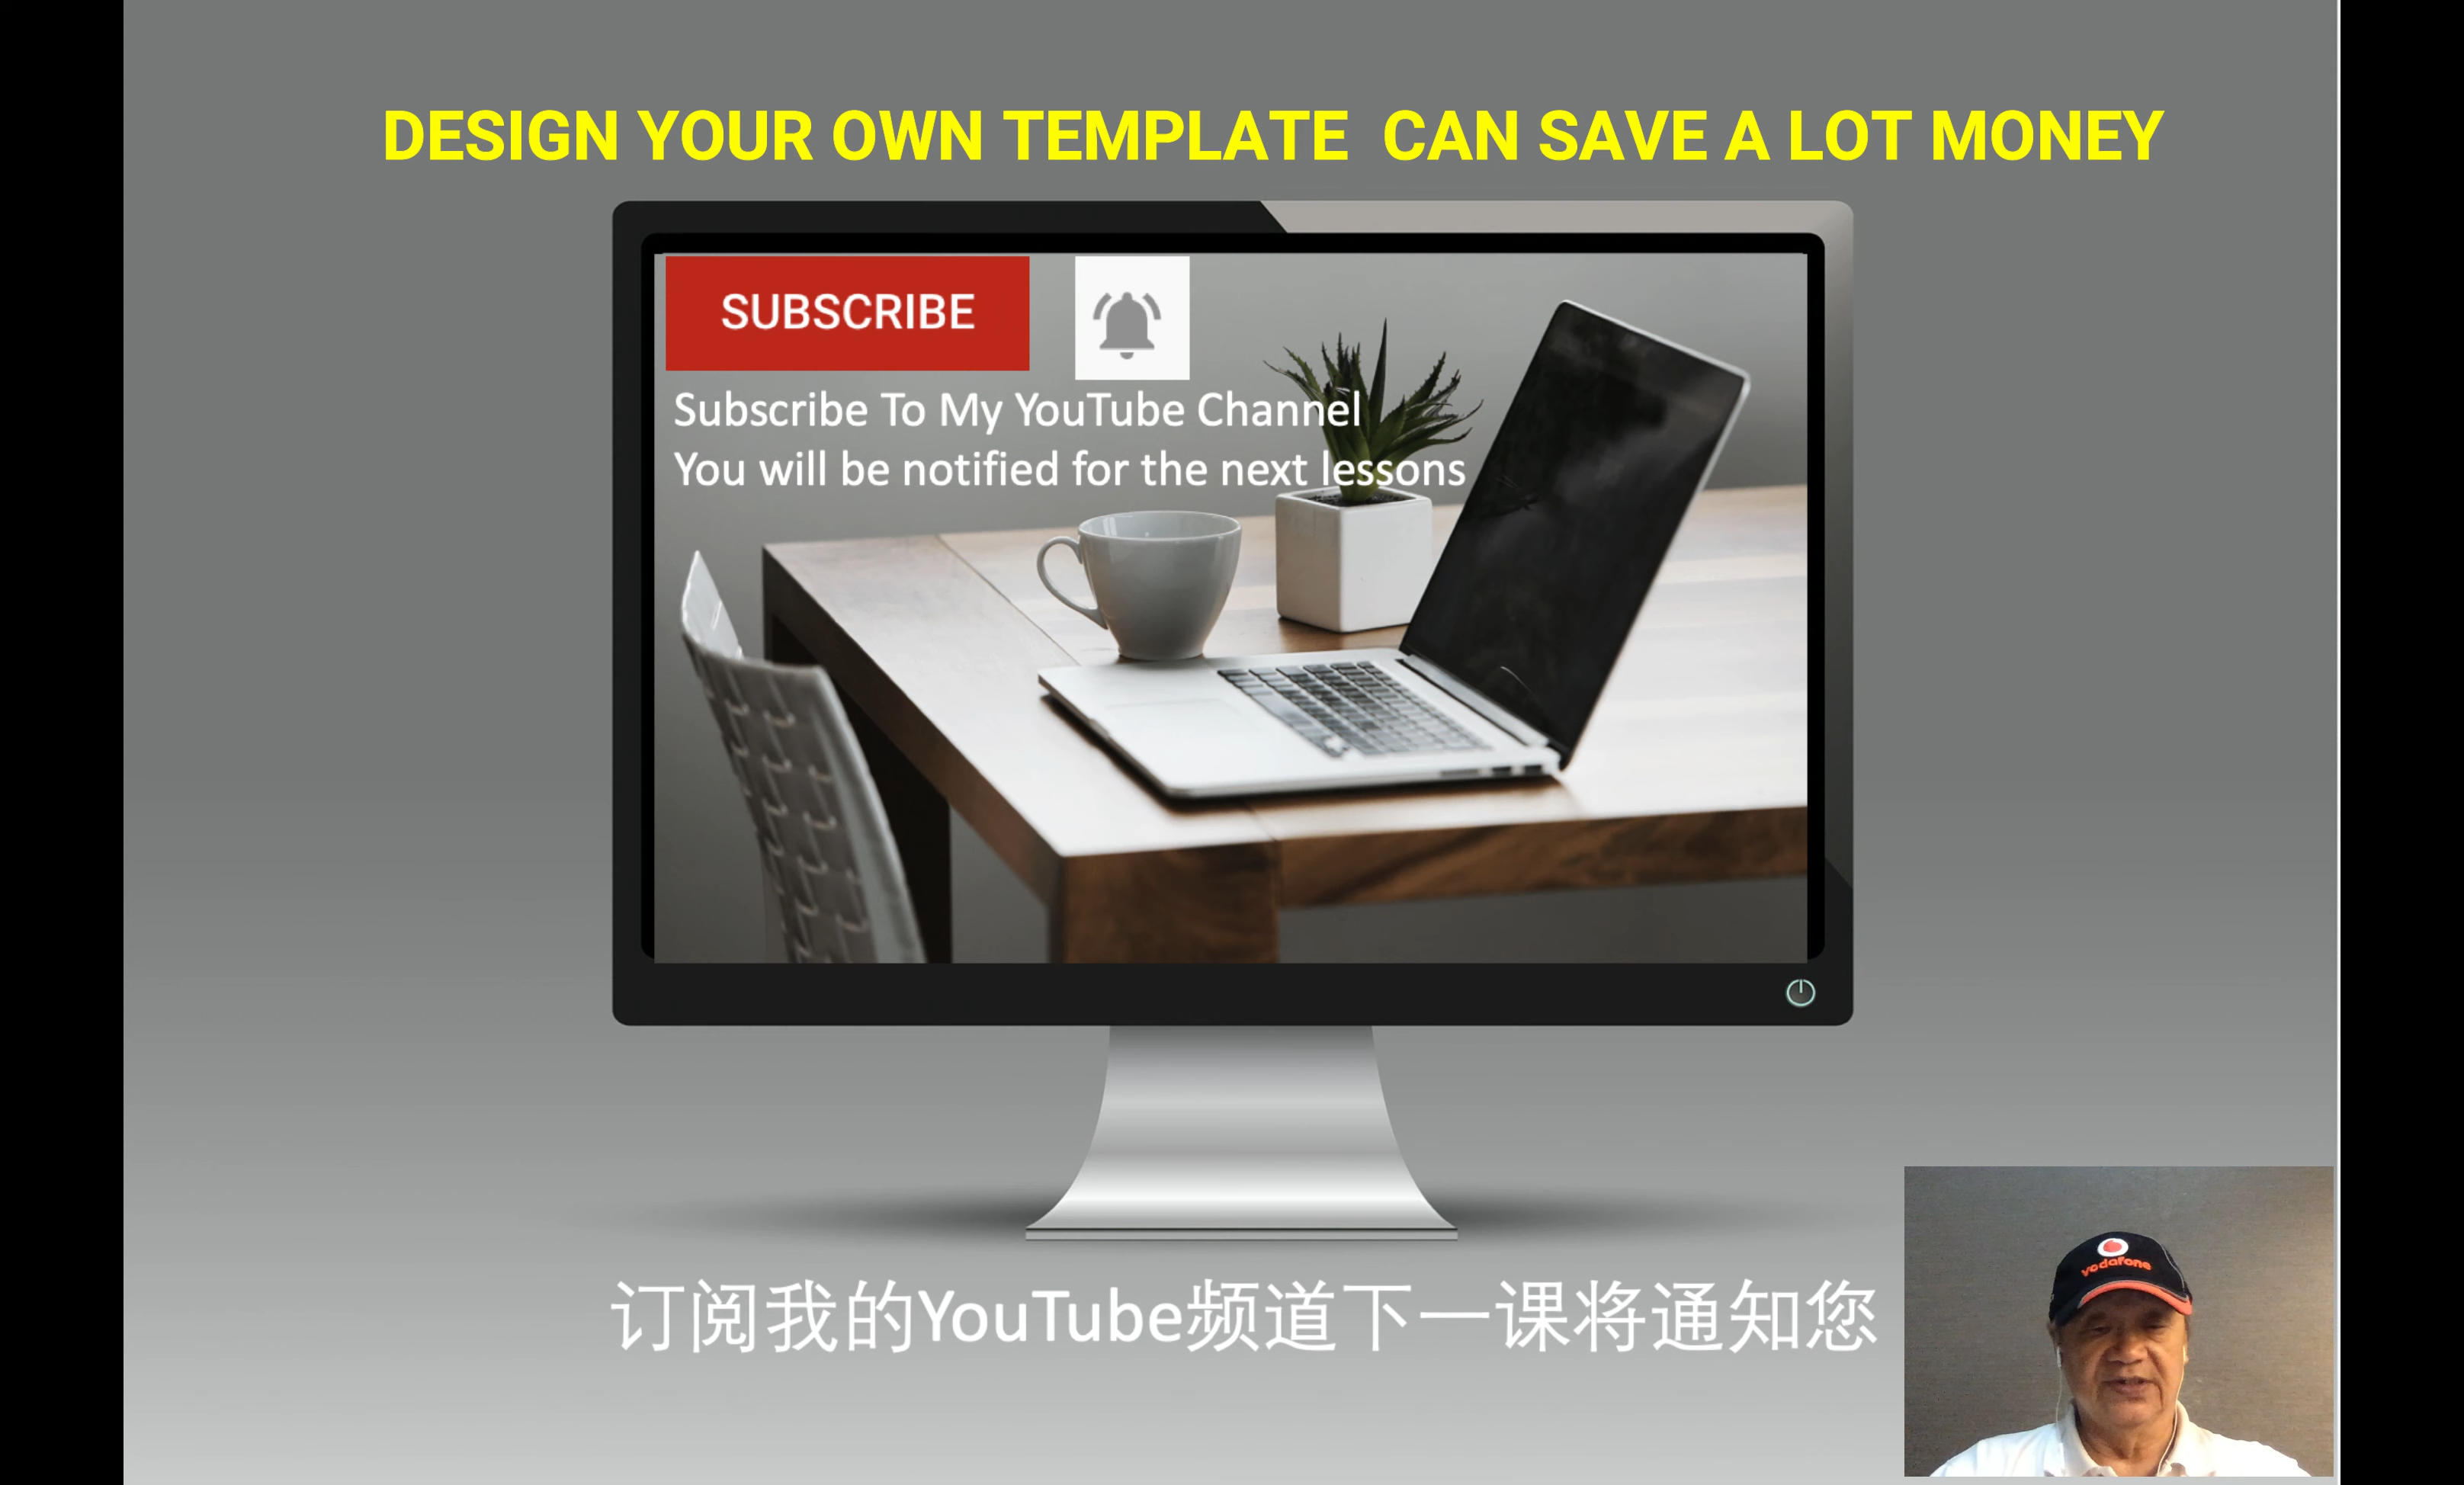 DESIGN YOUR OWN TEMPLATE  CAN SAVE A LOT MONEY
SUBSCRIBE
Subscribe To My YouTube Channel
You will be notified for the next lessons
订阅我的YouTube频道下一课将通知您
vodafone